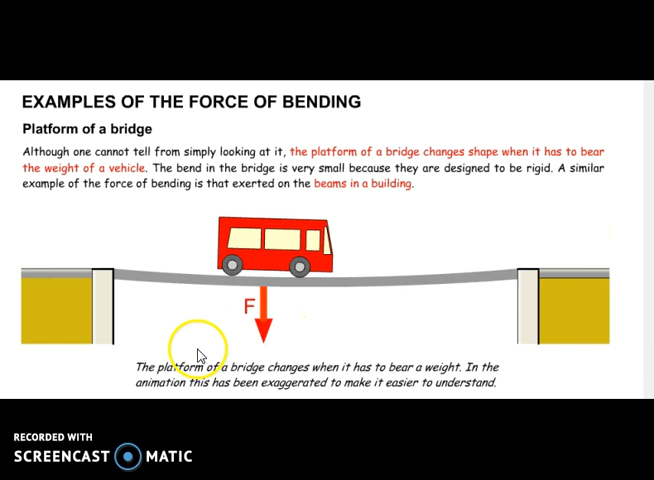 EXAMPLES OF THE FORCE OF BENDING
Platform of a bridge
Although one cannot tell from simply looking at it, the platform of a bridge changes shape when it has to bear
the weight of a vehicle. The bend in the bridge is very small because they are designed to be rigid. A similar
example of the force of bending is that exerted on the beams in a building.
F
The platform of a bridge changes when it has to bear a weight. In the
animation this has been exaggerated to make it easier to understand.
RECORDED WITH
SCREENCAST MATIC